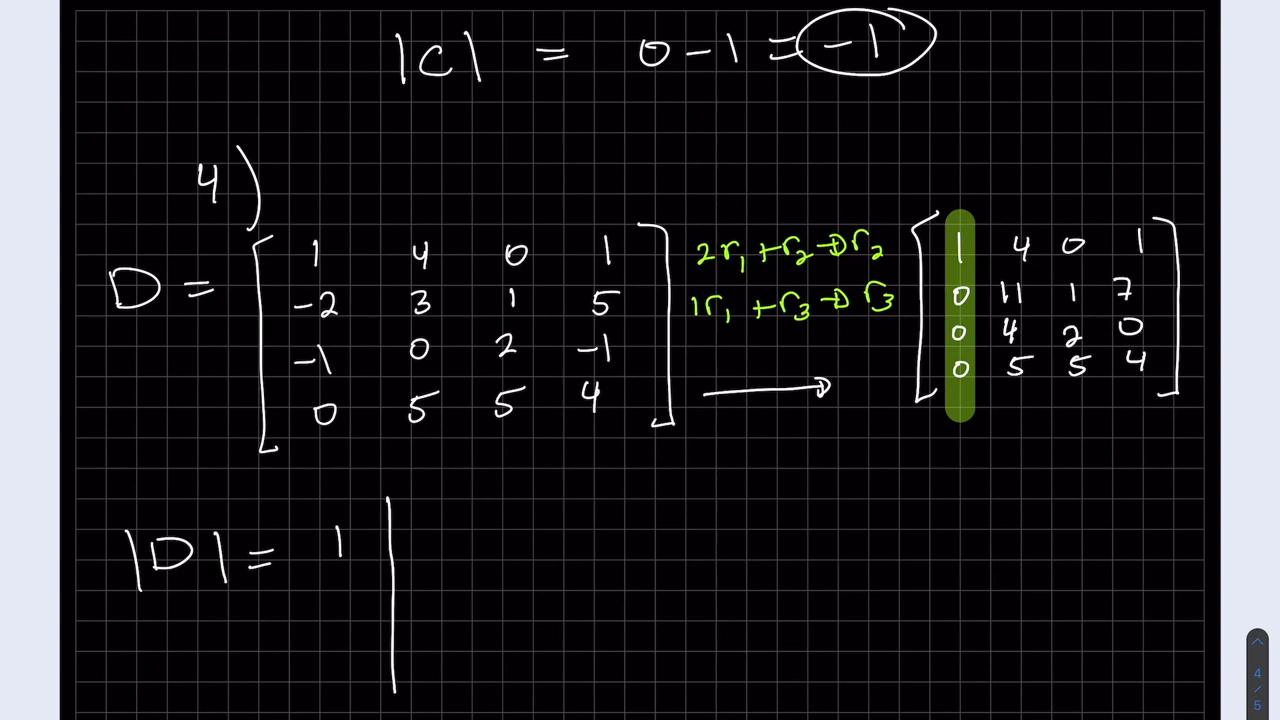 |C| = 0 - 1 = -1
4)
D = [ 1 4 0 1
-2 3 1 5
-1 0 2 -1
0 5 5 4 ]
2r₁ + r₂ → r₂
1r₁ + r₃ → r₃
→
[ 1 4 0 1
0 11 1 7
0 4 2 0
0 5 5 4 ]
|D| = 1 |
4
/
5